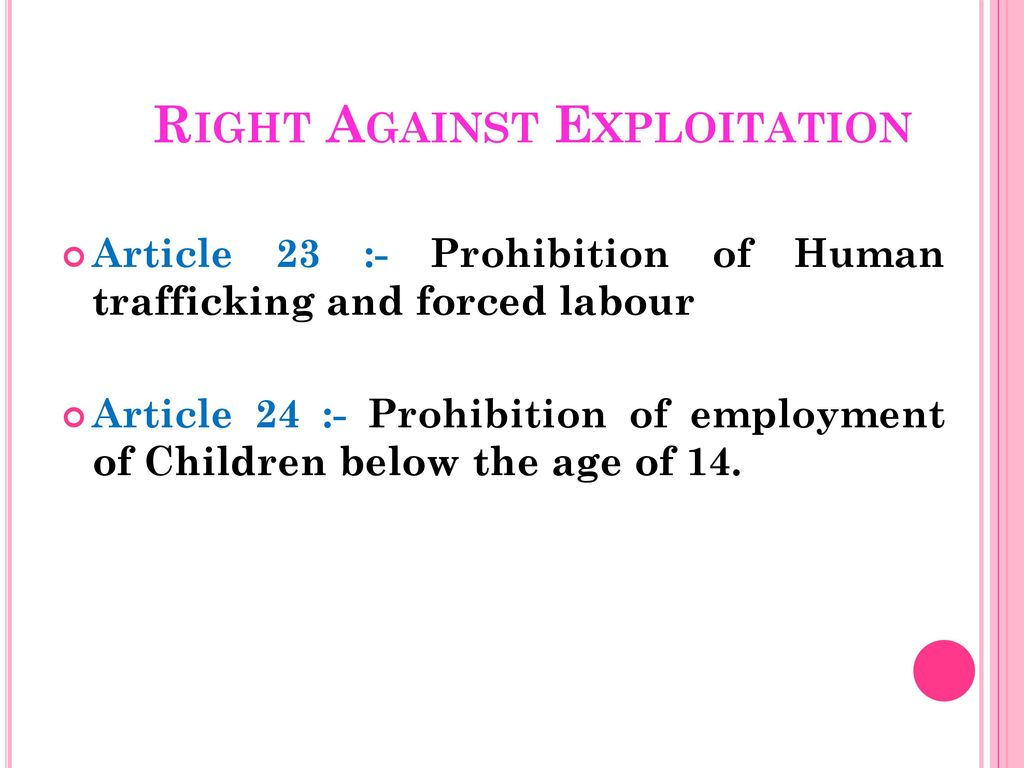 Right Against Exploitation
Article 23 :- Prohibition of Human
trafficking and forced labour
Article 24 :- Prohibition of employment
of Children below the age of 14.